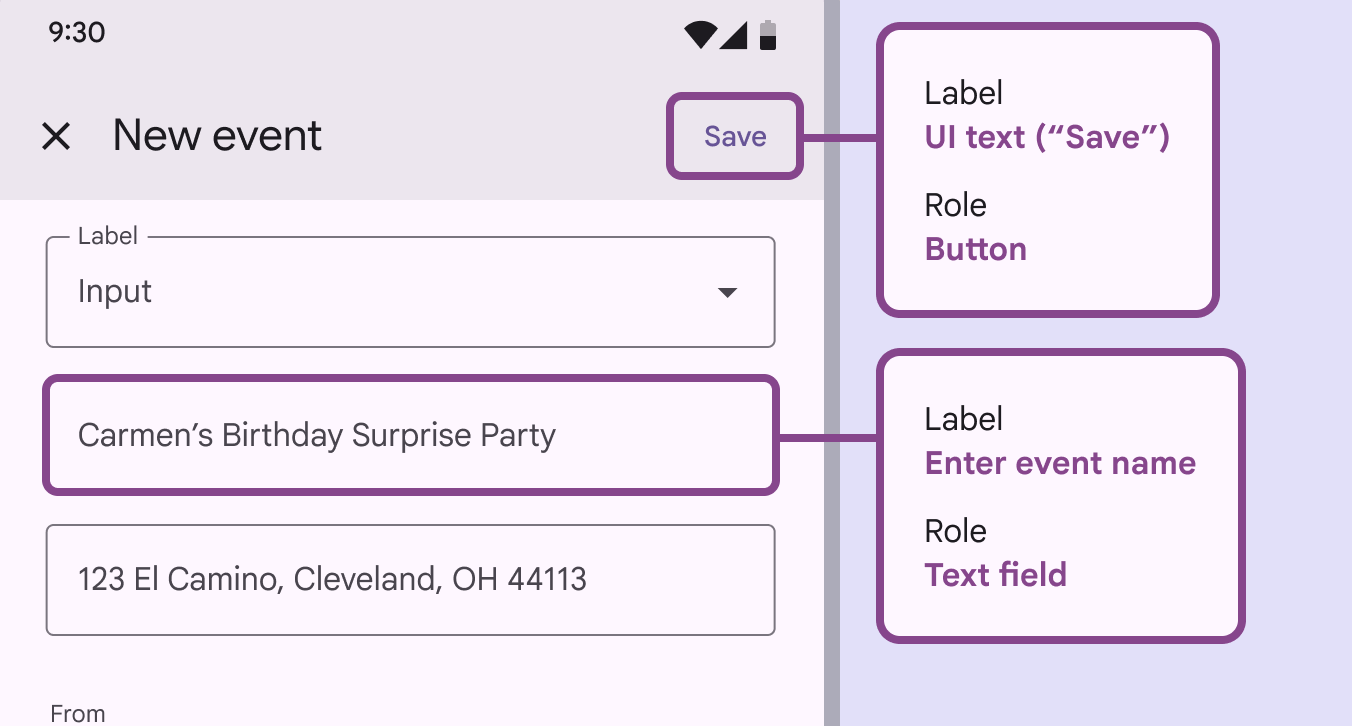 9:30
New event
Save
Label
Input
Carmen’s Birthday Surprise Party
123 El Camino, Cleveland, OH 44113
From
Label
UI text (“Save”)
Role
Button
Label
Enter event name
Role
Text field